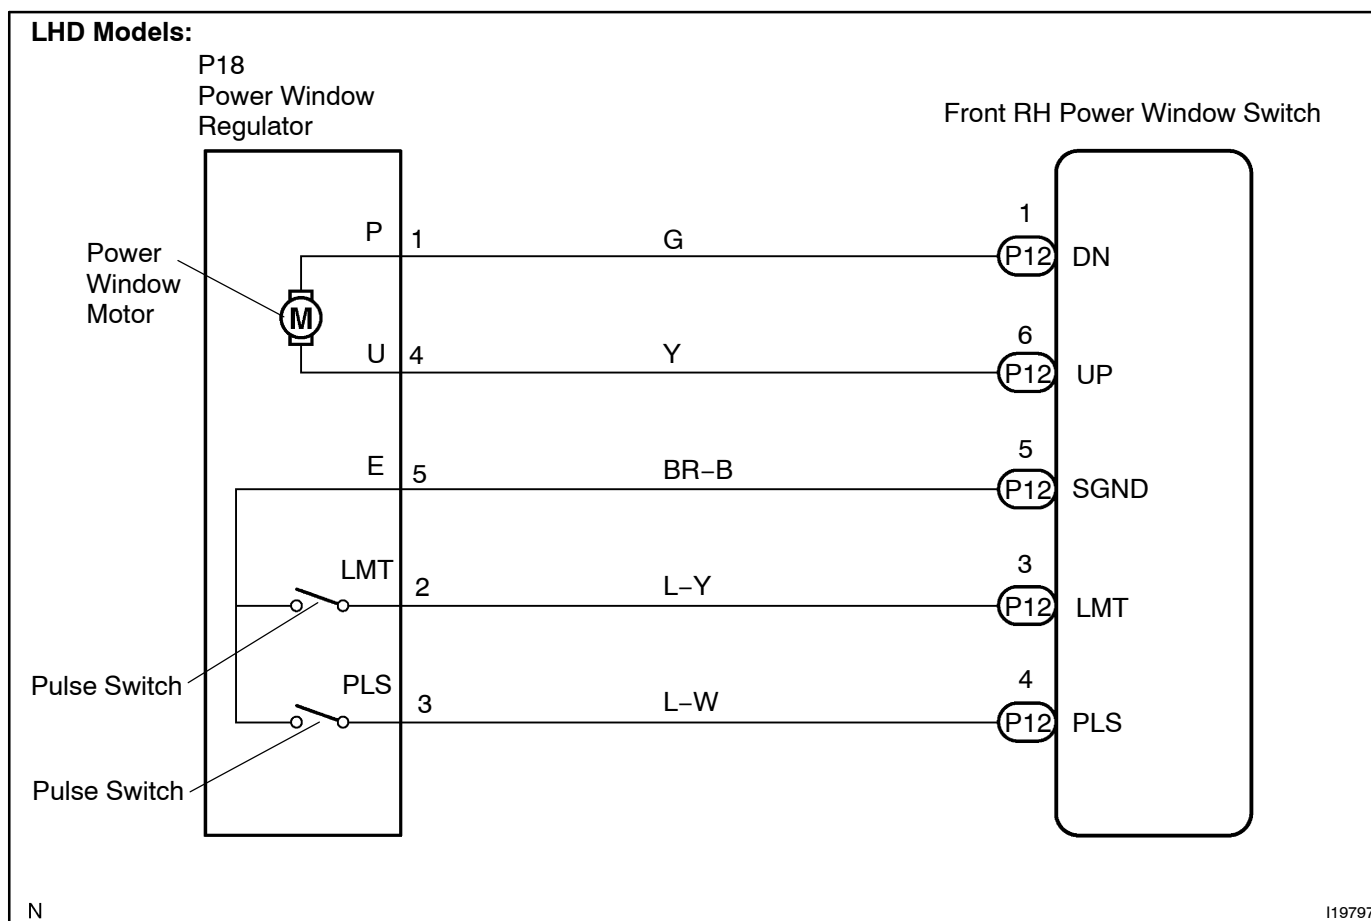 LHD Models:
P18
Power Window
Regulator
Front RH Power Window Switch
Power
Window
Motor
M
P
1
G
1
P12
DN
U
4
Y
6
P12
UP
E
5
BR–B
5
P12
SGND
LMT
2
L–Y
3
P12
LMT
Pulse Switch
PLS
3
L–W
4
P12
PLS
Pulse Switch
N
I19797